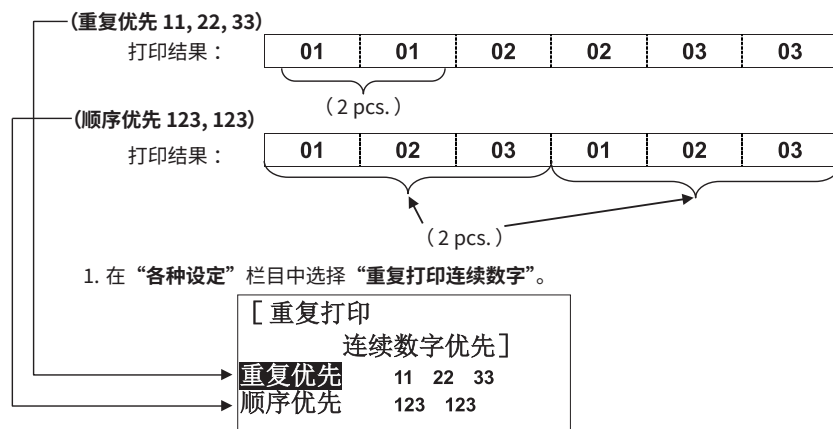 (重复优先 11, 22, 33)
打印结果： 01 01 02 02 03 03
（2 pcs.）
(顺序优先 123, 123)
打印结果： 01 02 03 01 02 03
（2 pcs.）
1. 在“各种设定”栏目中选择“重复打印连续数字”。
[重复打印
连续数字优先]
重复优先 11 22 33
顺序优先 123 123